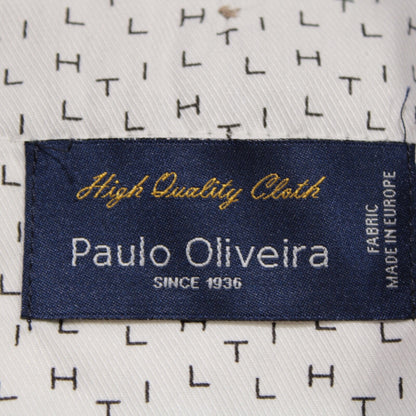 High Quality Cloth
Paulo Oliveira
SINCE 1936
FABRIC
MADE IN EUROPE